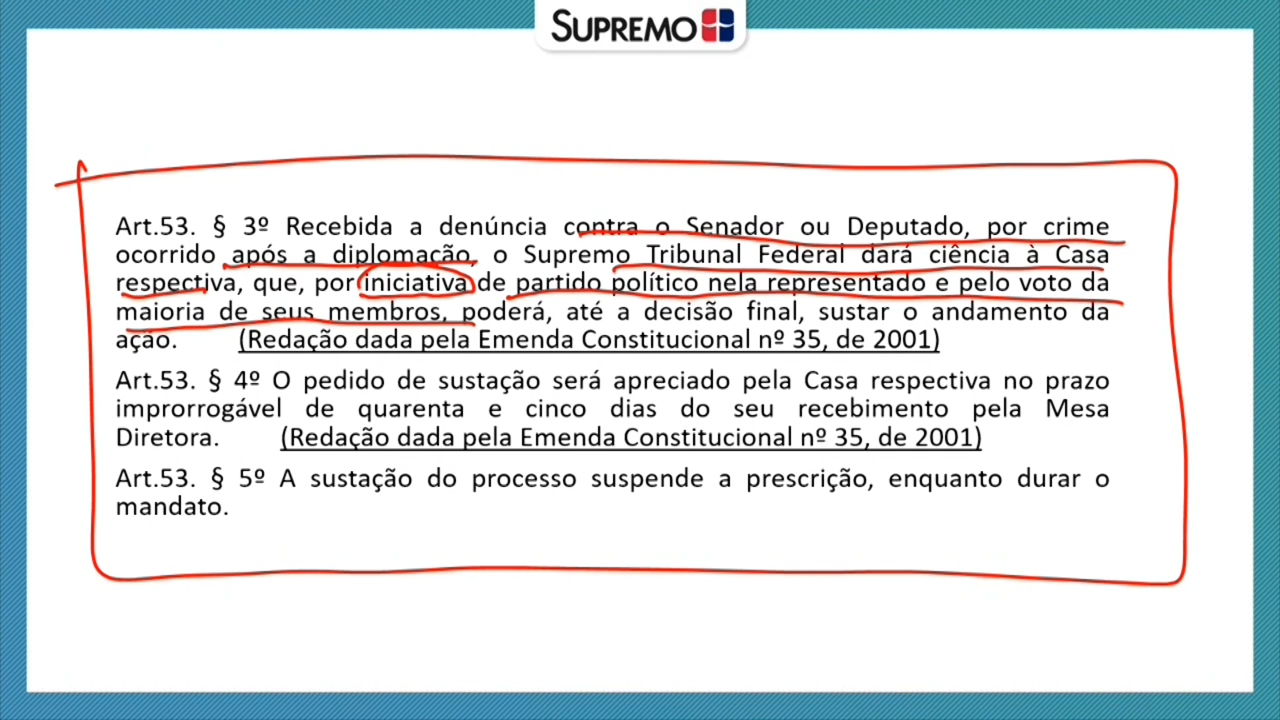 SUPREMO
Art.53. § 3º Recebida a denúncia contra o Senador ou Deputado, por crime
ocorrido após a diplomação, o Supremo Tribunal Federal dará ciência à Casa
respectiva, que, por iniciativa de partido político nela representado e pelo voto da
maioria de seus membros, poderá, até a decisão final, sustar o andamento da
ação. (Redação dada pela Emenda Constitucional nº 35, de 2001)
Art.53. § 4º O pedido de sustação será apreciado pela Casa respectiva no prazo
improrrogável de quarenta e cinco dias do seu recebimento pela Mesa
Diretora. (Redação dada pela Emenda Constitucional nº 35, de 2001)
Art.53. § 5º A sustação do processo suspende a prescrição, enquanto durar o
mandato.